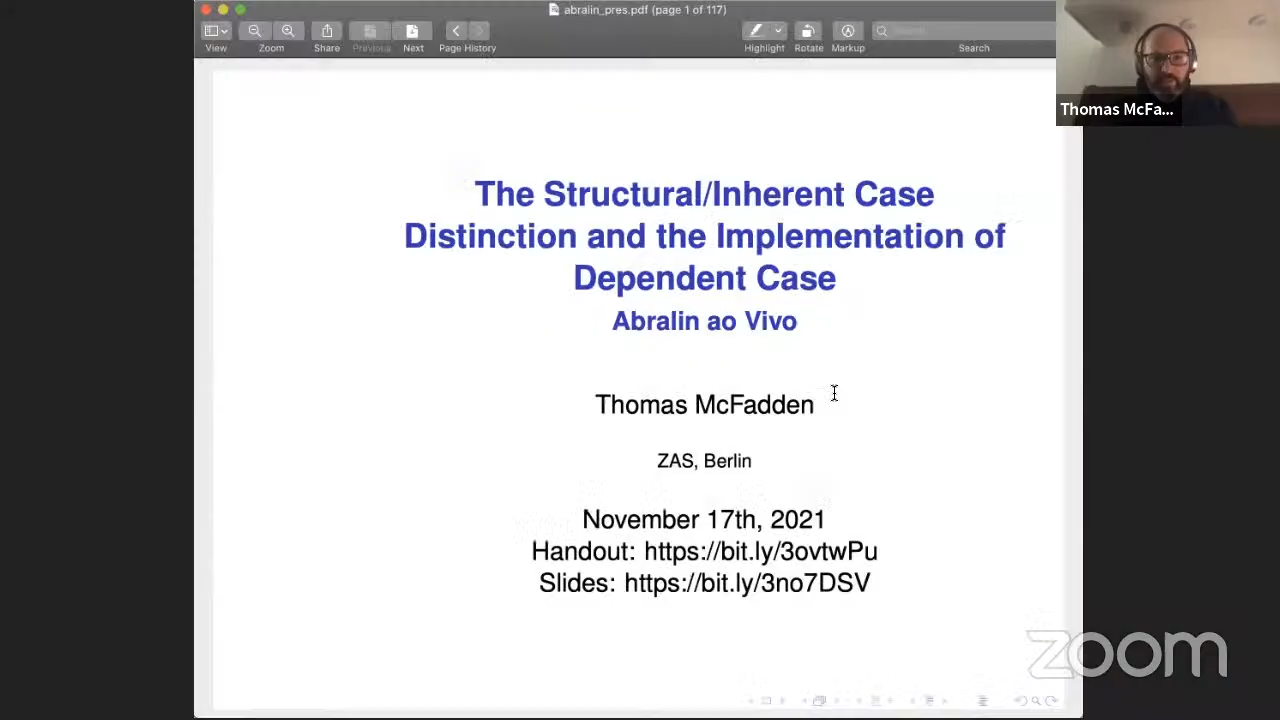 abralin_pres.pdf (page 1 of 117)
View
Zoom
Share
Previous
Next
Page History
Highlight
Rotate
Markup
Search
Search
Thomas McFa...
The Structural/Inherent Case
Distinction and the Implementation of
Dependent Case
Abralin ao Vivo
Thomas McFadden
ZAS, Berlin
November 17th, 2021
Handout: https://bit.ly/3ovtwPu
Slides: https://bit.ly/3no7DSV
zoom